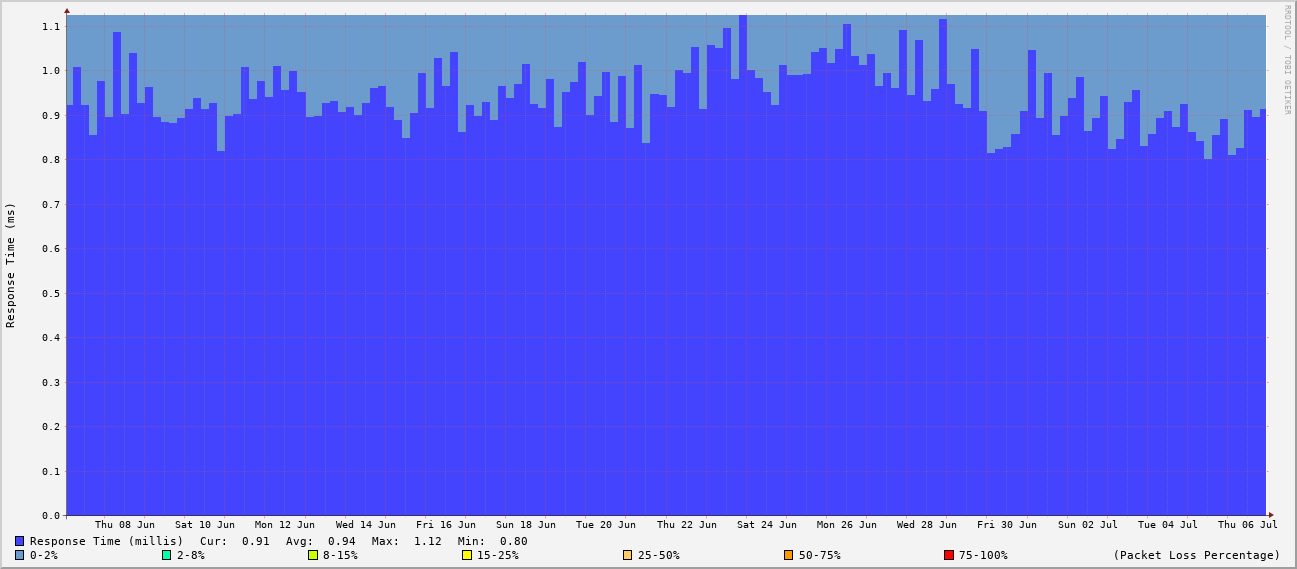 RRDTOOL / TOBI OETIKER
Response Time (ms)
1.1
1.0
0.9
0.8
0.7
0.6
0.5
0.4
0.3
0.2
0.1
0.0
Thu 08 Jun Sat 10 Jun Mon 12 Jun Wed 14 Jun Fri 16 Jun Sun 18 Jun Tue 20 Jun Thu 22 Jun Sat 24 Jun Mon 26 Jun Wed 28 Jun Fri 30 Jun Sun 02 Jul Tue 04 Jul Thu 06 Jul
Response Time (millis) Cur: 0.91 Avg: 0.94 Max: 1.12 Min: 0.80
0-2% 2-8% 8-15% 15-25% 25-50% 50-75% 75-100% (Packet Loss Percentage)